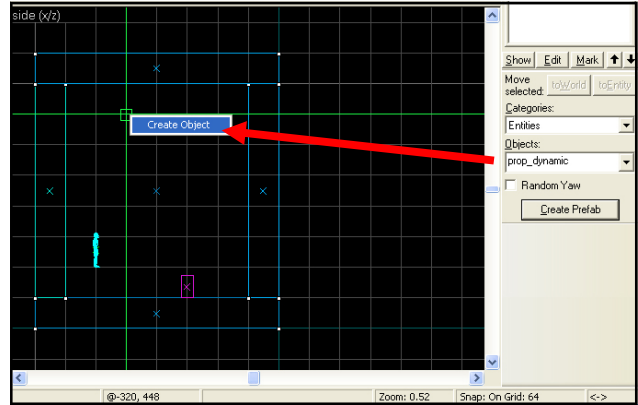 side (x/z)
Create Object
Show Edit Mark
Move
selected: toWorld toEntity
Categories:
Entities
Objects:
prop_dynamic
Random Yaw
Create Prefab
@-320, 448
Zoom: 0.52
Snap: On Grid: 64
<->